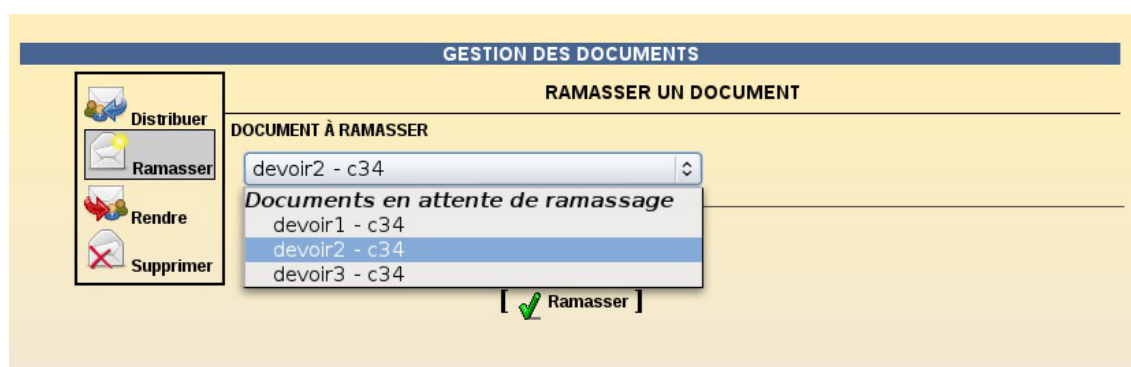 GESTION DES DOCUMENTS
RAMASSER UN DOCUMENT
Distribuer
Ramasser
Rendre
Supprimer
DOCUMENT À RAMASSER
devoir2 - c34
Documents en attente de ramassage
devoir1 - c34
devoir2 - c34
devoir3 - c34
[ Ramasser ]